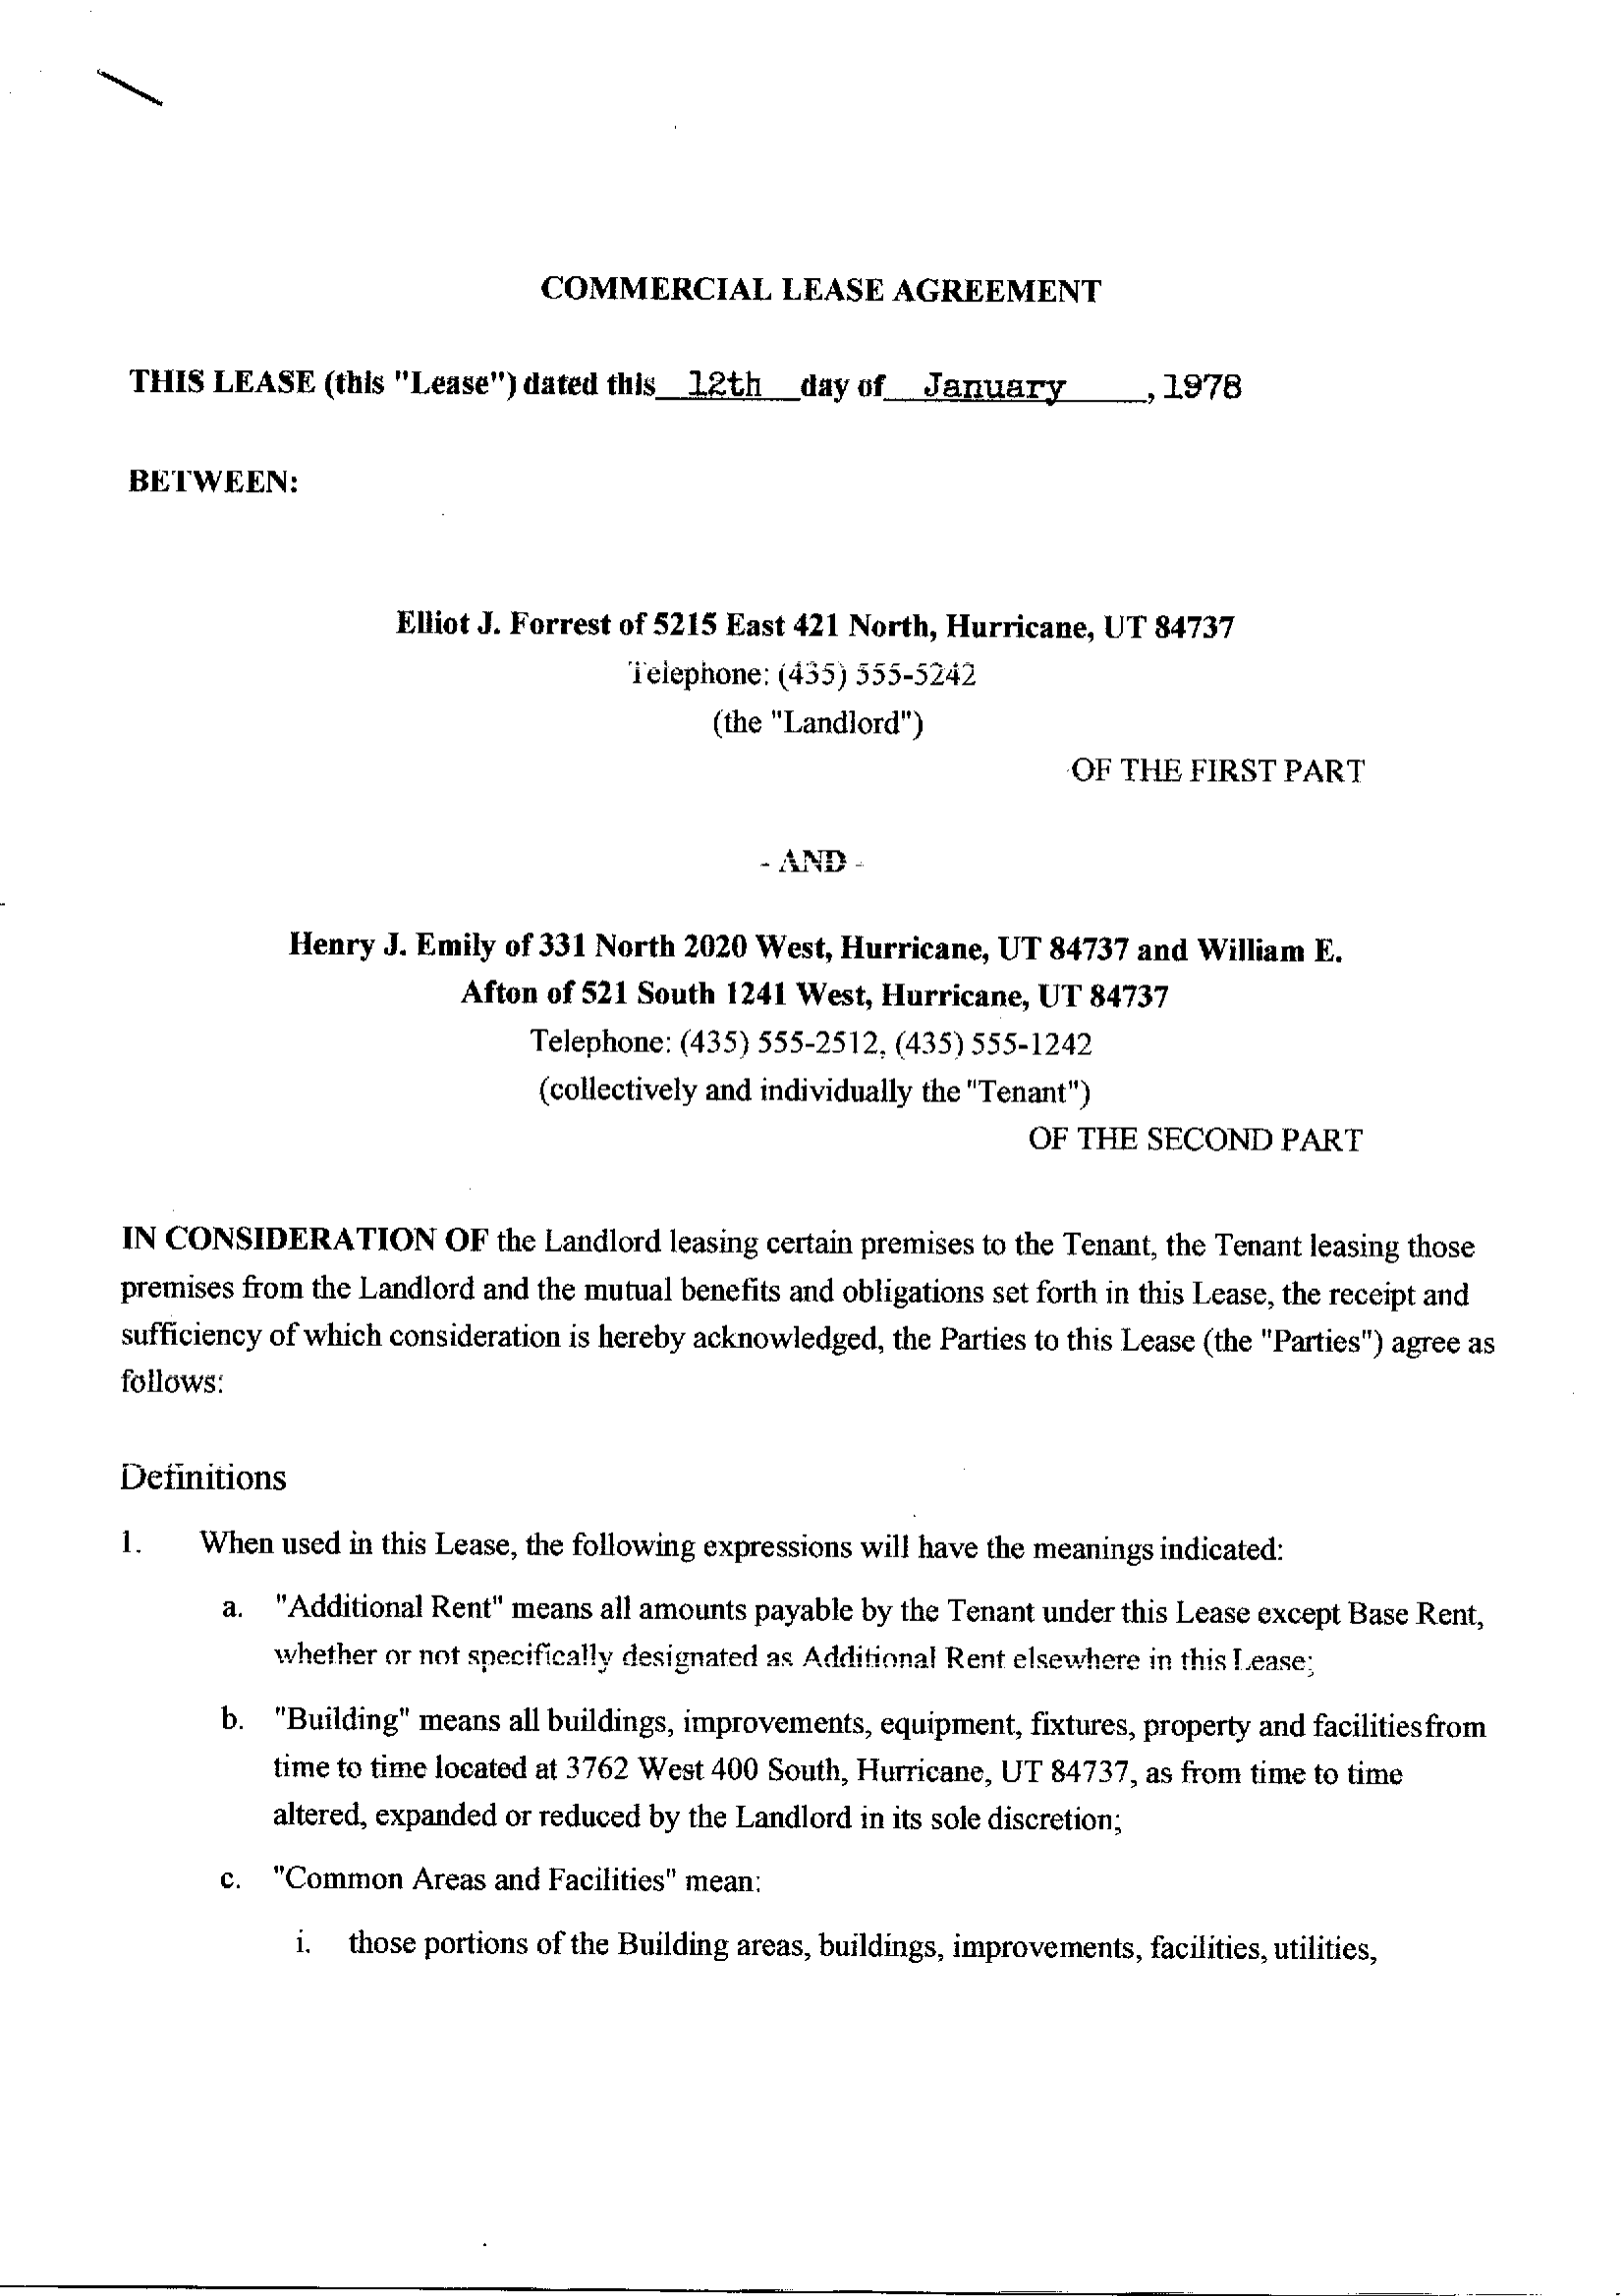 COMMERCIAL LEASE AGREEMENT
THIS LEASE (this "Lease") dated this 12th day of January, 1978
BETWEEN:
Elliot J. Forrest of 5215 East 421 North, Hurricane, UT 84737
Telephone: (435) 555-5242
(the "Landlord")
OF THE FIRST PART
- AND -
Henry J. Emily of 331 North 2020 West, Hurricane, UT 84737 and William E.
Afton of 521 South 1241 West, Hurricane, UT 84737
Telephone: (435) 555-2512, (435) 555-1242
(collectively and individually the "Tenant")
OF THE SECOND PART
IN CONSIDERATION OF the Landlord leasing certain premises to the Tenant, the Tenant leasing those
premises from the Landlord and the mutual benefits and obligations set forth in this Lease, the receipt and
sufficiency of which consideration is hereby acknowledged, the Parties to this Lease (the "Parties") agree as
follows:
Definitions
1. When used in this Lease, the following expressions will have the meanings indicated:
a. "Additional Rent" means all amounts payable by the Tenant under this Lease except Base Rent,
whether or not specifically designated as Additional Rent elsewhere in this Lease;
b. "Building" means all buildings, improvements, equipment, fixtures, property and facilities from
time to time located at 3762 West 400 South, Hurricane, UT 84737, as from time to time
altered, expanded or reduced by the Landlord in its sole discretion;
c. "Common Areas and Facilities" mean:
i. those portions of the Building areas, buildings, improvements, facilities, utilities,